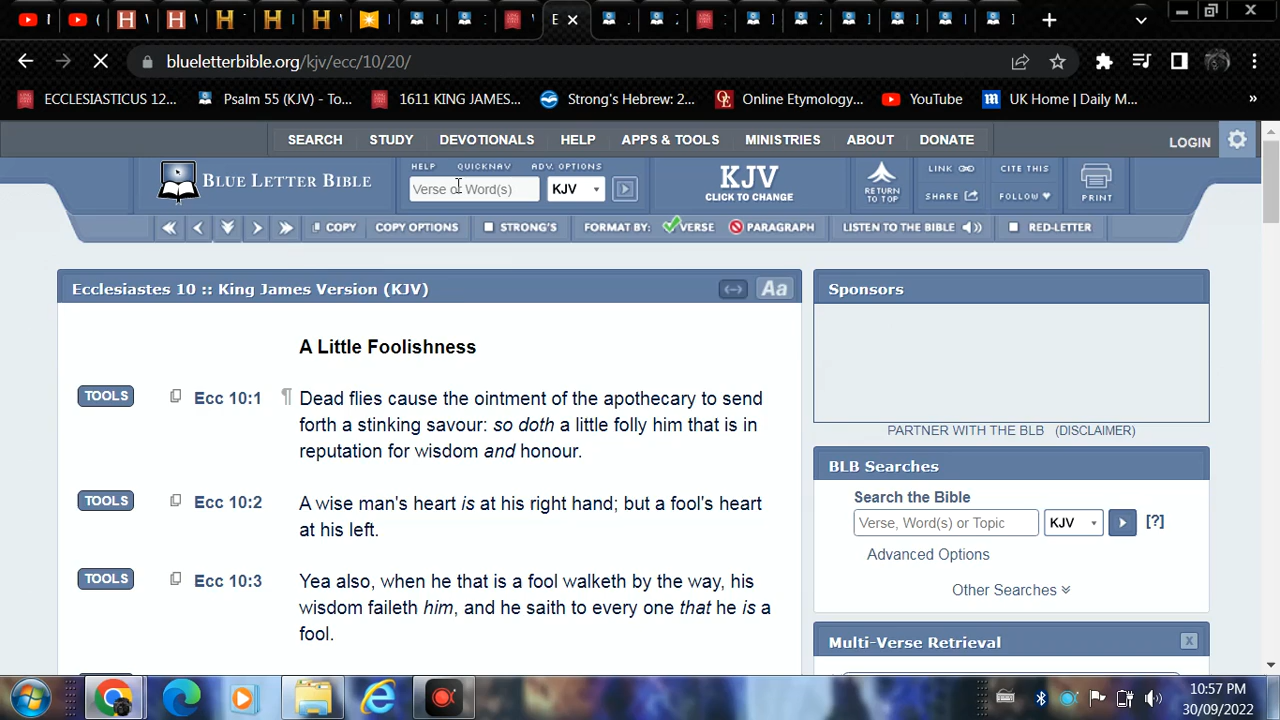 blueletterbible.org/kjv/ecc/10/20/
ECCLESIASTICUS 12...
Psalm 55 (KJV) - To...
1611 KING JAMES...
Strong's Hebrew: 2...
Online Etymology...
YouTube
UK Home | Daily M...
»
SEARCH STUDY DEVOTIONALS HELP APPS & TOOLS MINISTRIES ABOUT DONATE LOGIN
HELP QUICKNAV ADV. OPTIONS
BLUE LETTER BIBLE
Verse or Word(s)
KJV
KJV
CLICK TO CHANGE
RETURN
TO TOP
LINK
CITE THIS
SHARE
FOLLOW
PRINT
COPY
COPY OPTIONS
STRONG'S
FORMAT BY:
VERSE
PARAGRAPH
LISTEN TO THE BIBLE
RED-LETTER
Ecclesiastes 10 :: King James Version (KJV)
Aa
A Little Foolishness
TOOLS
Ecc 10:1
¶ Dead flies cause the ointment of the apothecary to send
forth a stinking savour: so doth a little folly him that is in
reputation for wisdom and honour.
TOOLS
Ecc 10:2
A wise man's heart is at his right hand; but a fool's heart
at his left.
TOOLS
Ecc 10:3
Yea also, when he that is a fool walketh by the way, his
wisdom faileth him, and he saith to every one that he is a
fool.
Sponsors
PARTNER WITH THE BLB (DISCLAIMER)
BLB Searches
Search the Bible
Verse, Word(s) or Topic
KJV
[?]
Advanced Options
Other Searches
Multi-Verse Retrieval
X
10:57 PM
30/09/2022